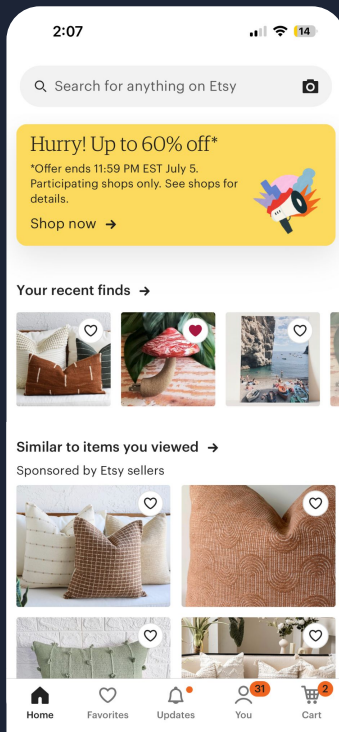 2:07
14
Search for anything on Etsy
Hurry! Up to 60% off*
*Offer ends 11:59 PM EST July 5.
Participating shops only. See shops for
details.
Shop now →
Your recent finds →
Similar to items you viewed →
Sponsored by Etsy sellers
31
2
Home
Favorites
Updates
You
Cart